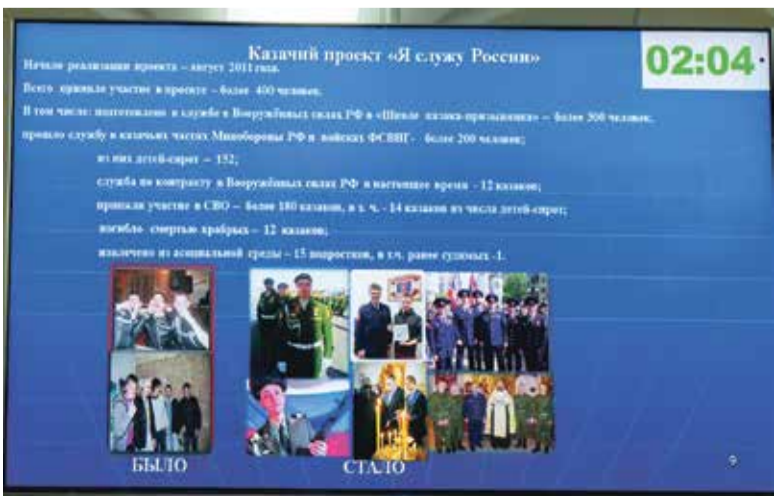 Казачий проект «Я служу России»
02:04
Начало реализации проекта – август 2011 года.
Всего приняло участие в проекте – более 400 человек.
В том числе: подготовлено к службе в Вооружённых силах РФ в «Школе казака-призывника» – более 300 человек.
прошло службу в казачьих частях Минобороны РФ и войсках ФСВНГ - более 200 человек;
из них детей-сирот – 152;
служба по контракту в Вооружённых силах РФ в настоящее время - 12 казаков;
приняли участие в СВО – более 180 казаков, в т. ч. - 14 казаков из числа детей-сирот;
погибло смертью храбрых – 12 казаков;
извлечено из асоциальной среды – 15 подростков, в т.ч. ранее судимых -1.
БЫЛО
СТАЛО
9